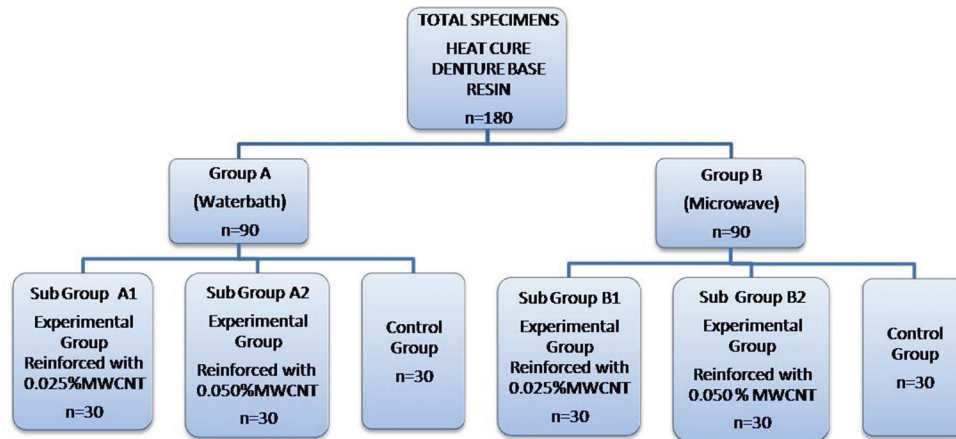 TOTAL SPECIMENS
HEAT CURE
DENTURE BASE
RESIN
n=180
Group A
(Waterbath)
n=90
Group B
(Microwave)
n=90
Sub Group A1
Experimental
Group
Reinforced with
0.025%MWCNT
n=30
Sub Group A2
Experimental
Group
Reinforced with
0.050%MWCNT
n=30
Control
Group
n=30
Sub Group B1
Experimental
Group
Reinforced with
0.025%MWCNT
n=30
Sub Group B2
Experimental
Group
Reinforced with
0.050 % MWCNT
n=30
Control
Group
n=30